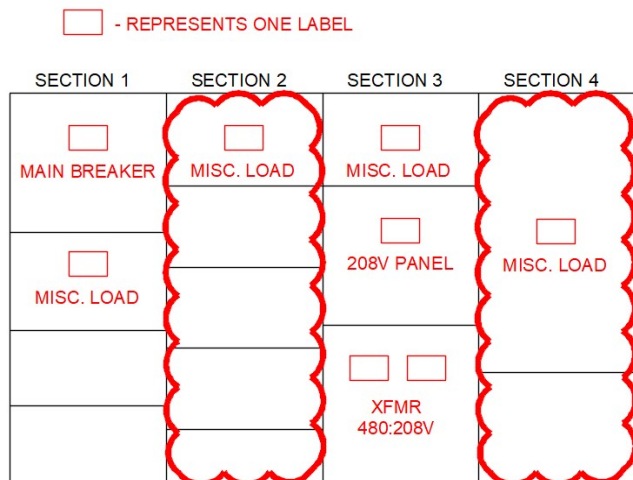 - REPRESENTS ONE LABEL
SECTION 1
SECTION 2
SECTION 3
SECTION 4
MAIN BREAKER
MISC. LOAD
MISC. LOAD
MISC. LOAD
208V PANEL
XFMR
480:208V
MISC. LOAD